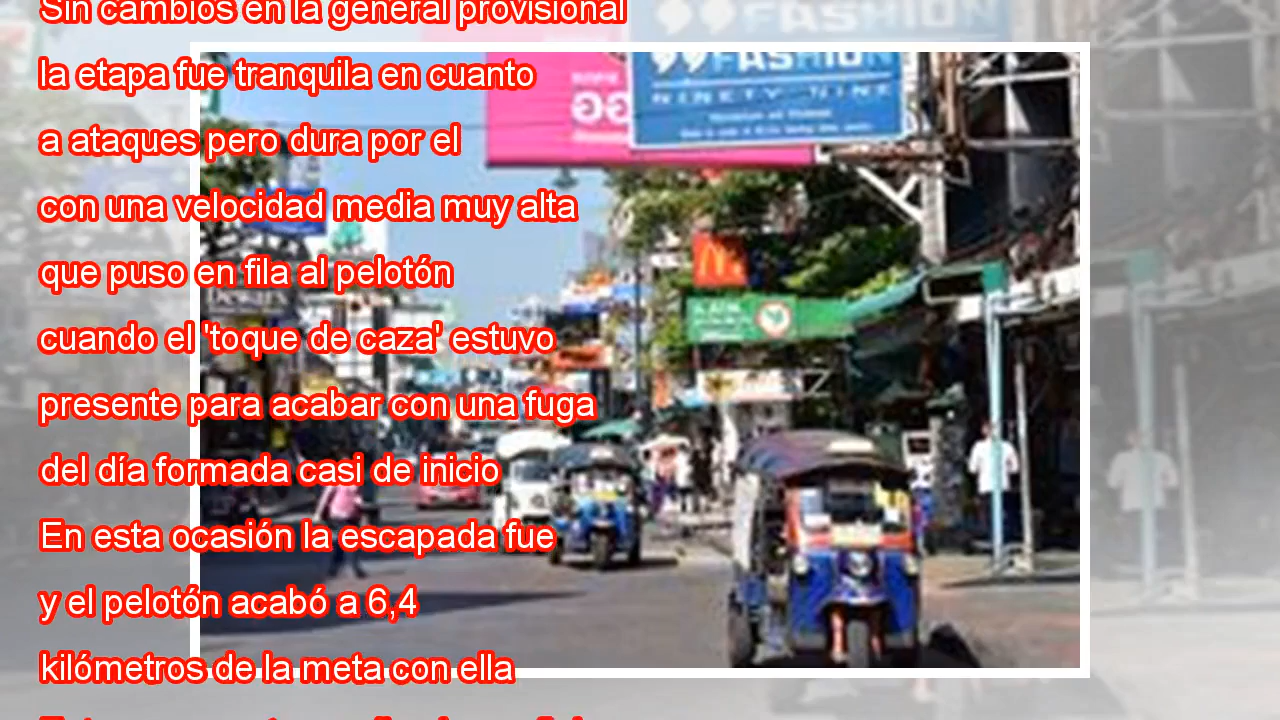 Sin cambios en la general provisional
la etapa fue tranquila en cuanto
a ataques pero dura por el
con una velocidad media muy alta
que puso en fila al pelotón
cuando el 'toque de caza' estuvo
presente para acabar con una fuga
del día formada casi de inicio
En esta ocasión la escapada fue
y el pelotón acabó a 6,4
kilómetros de la meta con ella
FASHION
FASHION
NINETY NINE